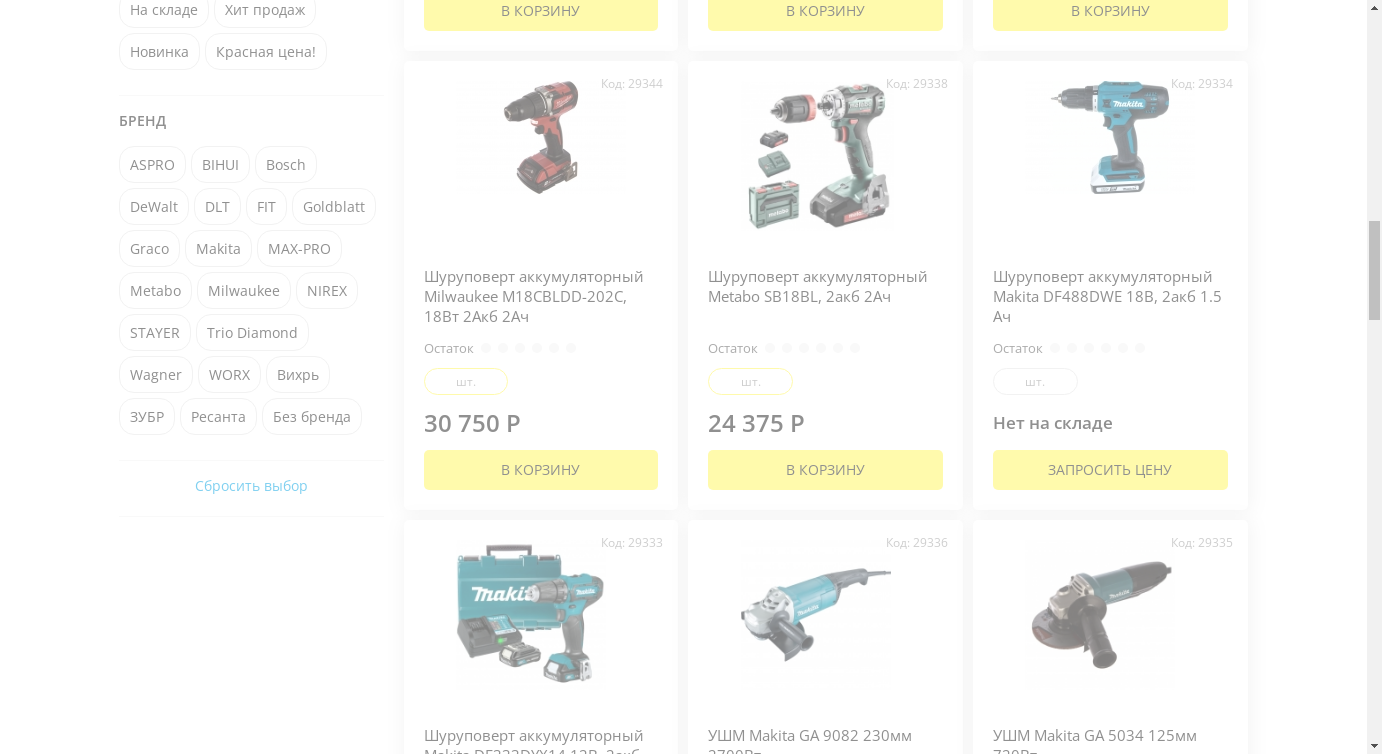 На складе
Хит продаж
Новинка
Красная цена!
БРЕНД
ASPRO
BIHUI
Bosch
DeWalt
DLT
FIT
Goldblatt
Graco
Makita
MAX-PRO
Metabo
Milwaukee
NIREX
STAYER
Trio Diamond
Wagner
WORX
Вихрь
ЗУБР
Ресанта
Без бренда
Сбросить выбор
В КОРЗИНУ
В КОРЗИНУ
В КОРЗИНУ
Код: 29344
Шуруповерт аккумуляторный
Milwaukee M18CBLDD-202C,
18Вт 2Акб 2Ач
Остаток
шт.
30 750 Р
В КОРЗИНУ
Код: 29338
Шуруповерт аккумуляторный
Metabo SB18BL, 2акб 2Ач
Остаток
шт.
24 375 Р
В КОРЗИНУ
Код: 29334
Makita
Шуруповерт аккумуляторный
Makita DF488DWE 18В, 2акб 1.5
Ач
Остаток
шт.
Нет на складе
ЗАПРОСИТЬ ЦЕНУ
Код: 29333
Makita
Шуруповерт аккумуляторный
Код: 29336
УШМ Makita GA 9082 230мм
2700Вт
Код: 29335
УШМ Makita GA 5034 125мм
720Вт